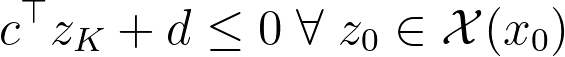 c⊤z_K + d ≤ 0 ∀ z_0 ∈ 𝒳(x_0)